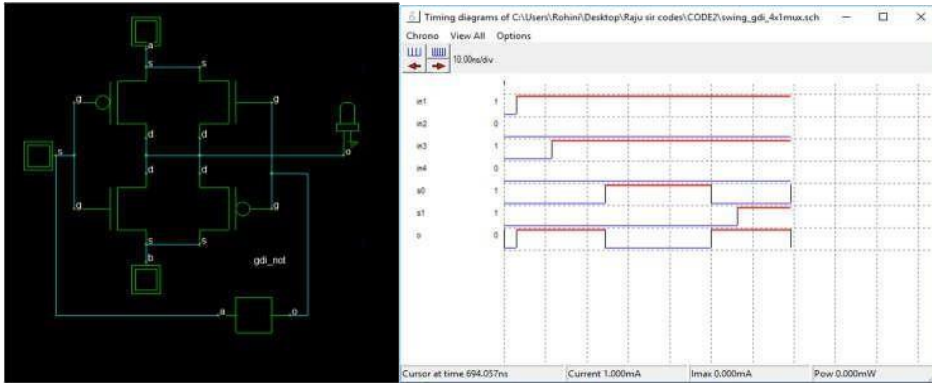 a
s s
g g
d d
s o
d d
g g
s s
b
gdi_not
a o
Timing diagrams of C:\Users\Rohini\Desktop\Raju sir codes\CODE2\swing_gdi_4x1mux.sch
Chrono View All Options
10.00ns/div
in1 1
in2 0
in3 1
in4 0
s0 1
s1 1
o 0
Cursor at time 694.057ns Current 1.000mA Imax 0.000mA Pow 0.000mW